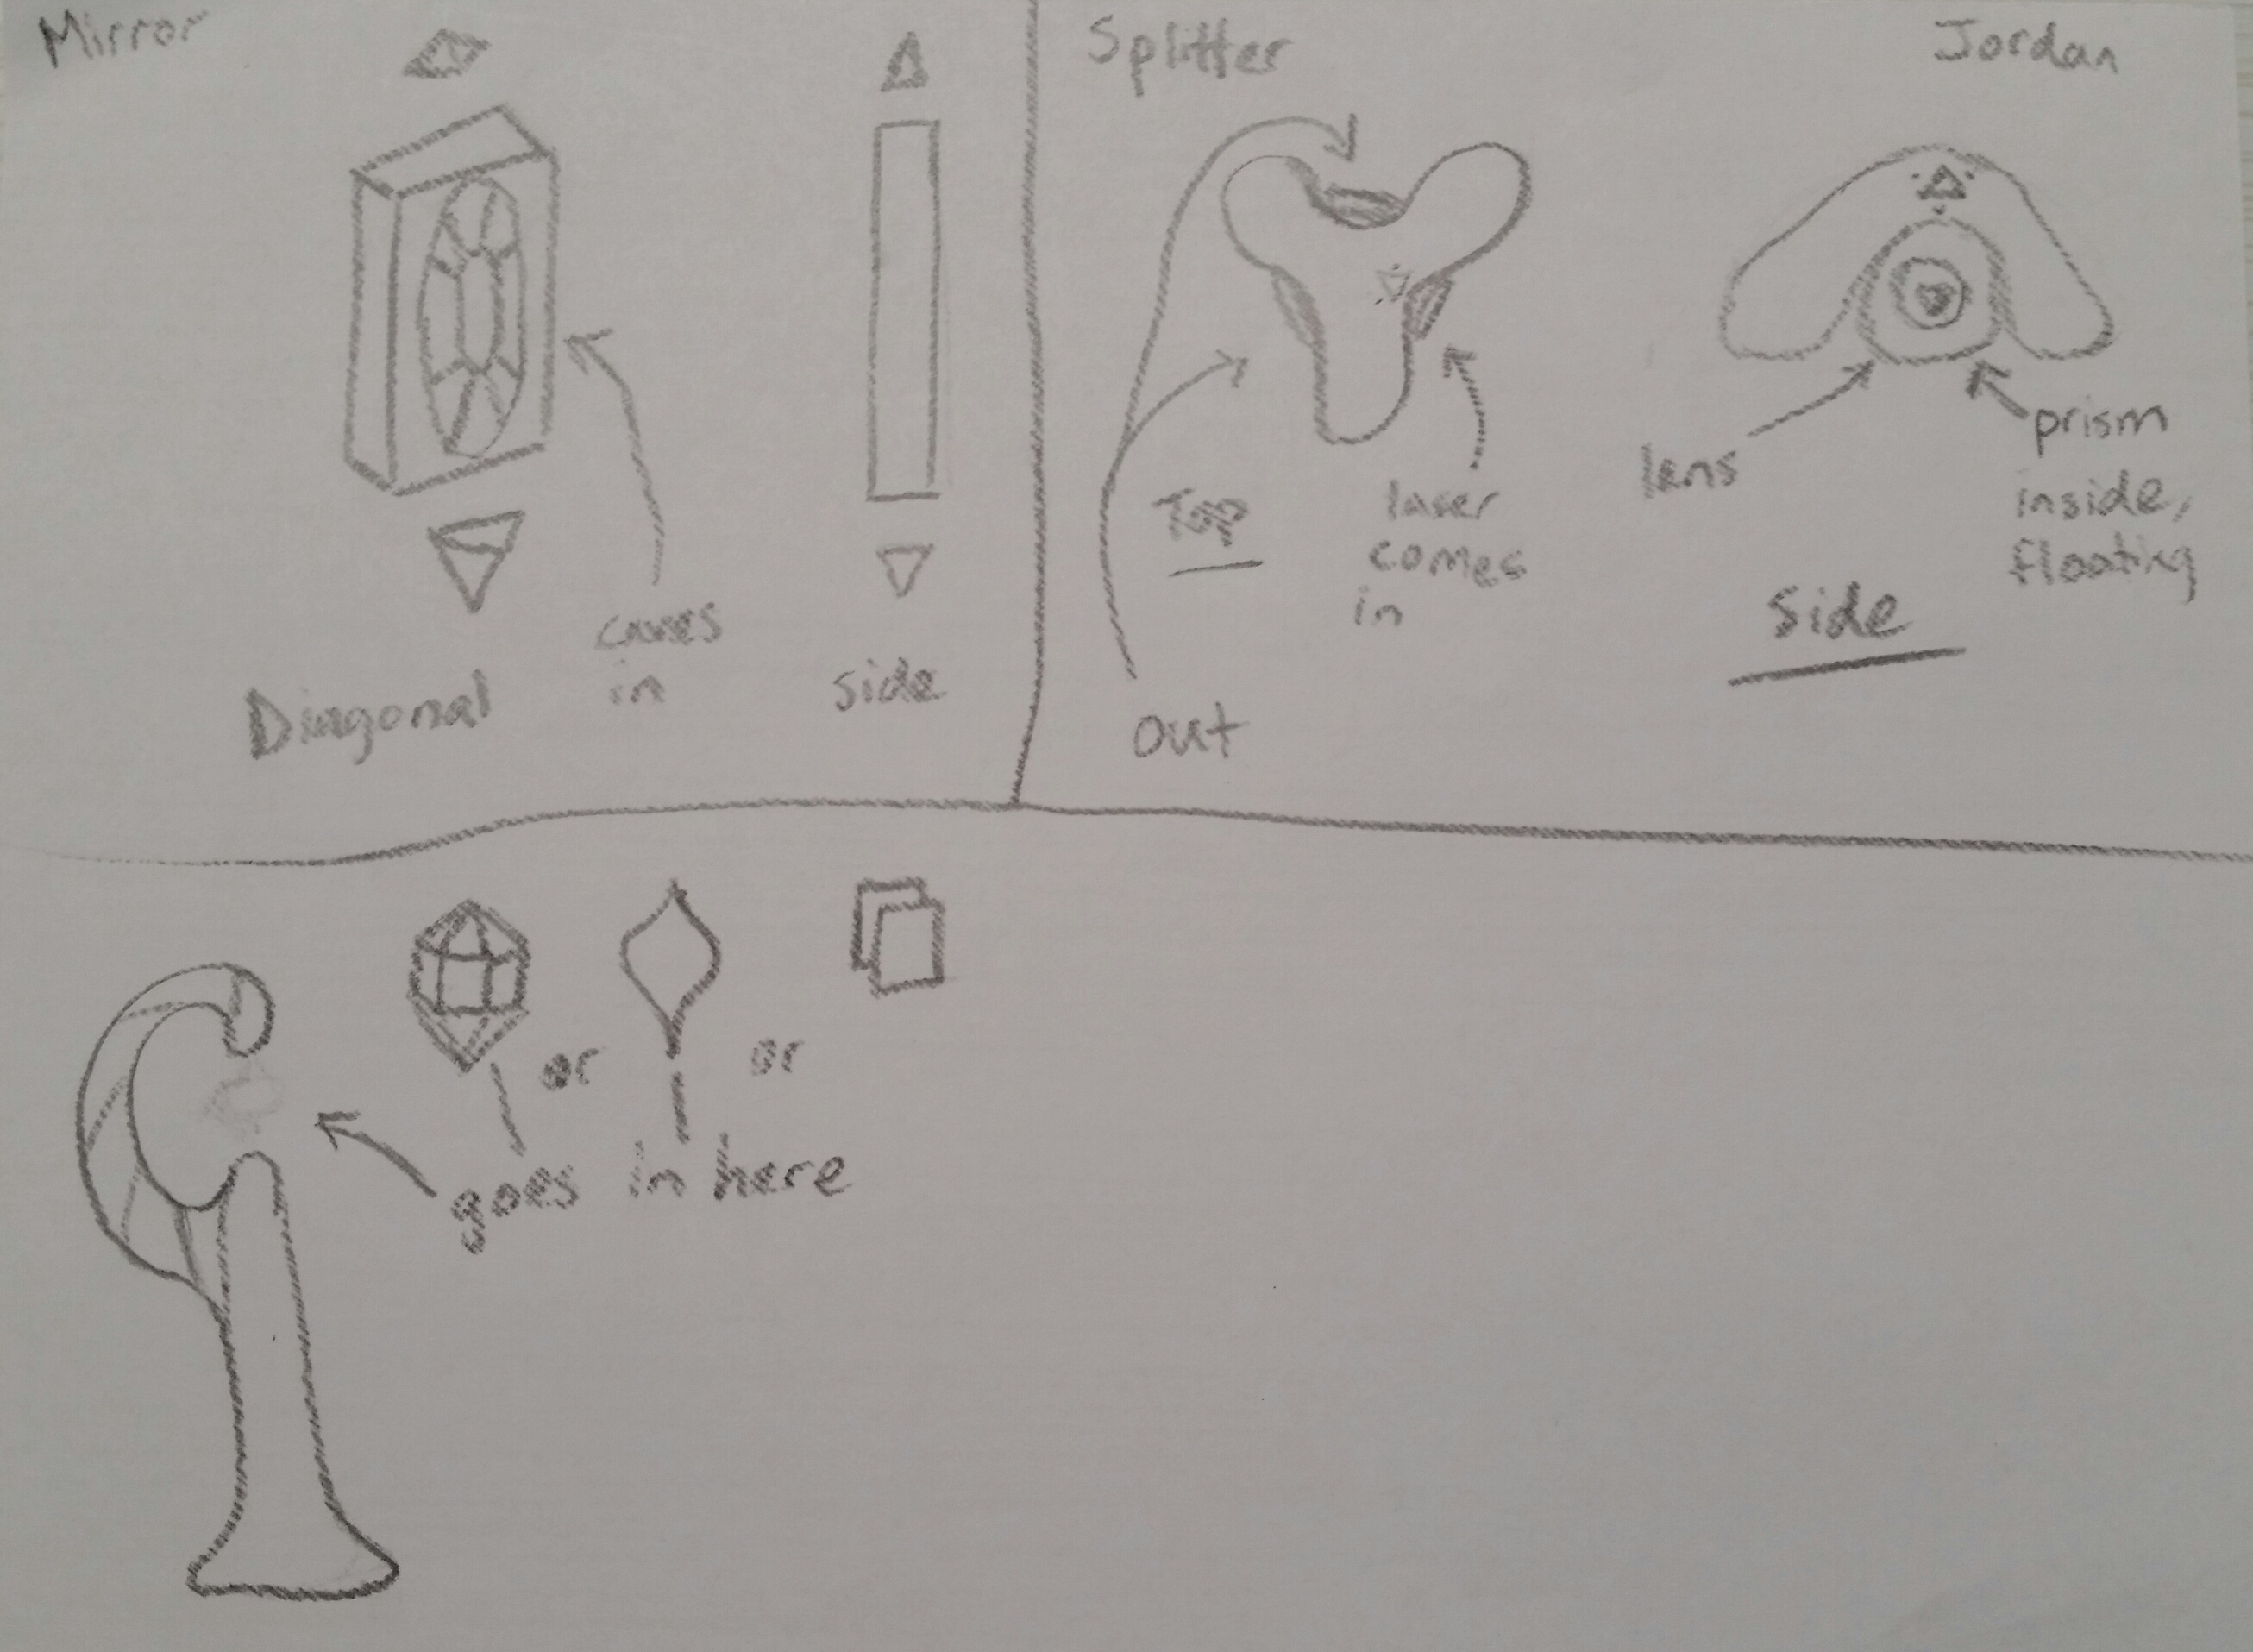 Mirror
Diagonal
caves
in
side
Splitter
Jordan
Top
laser
comes
in
out
lens
prism
inside,
floating
Side
or
or
goes in here